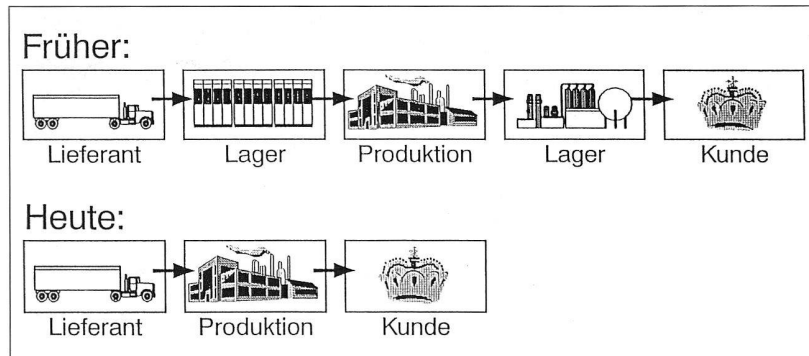 Früher:
Lieferant Lager Produktion Lager Kunde
Heute:
Lieferant Produktion Kunde